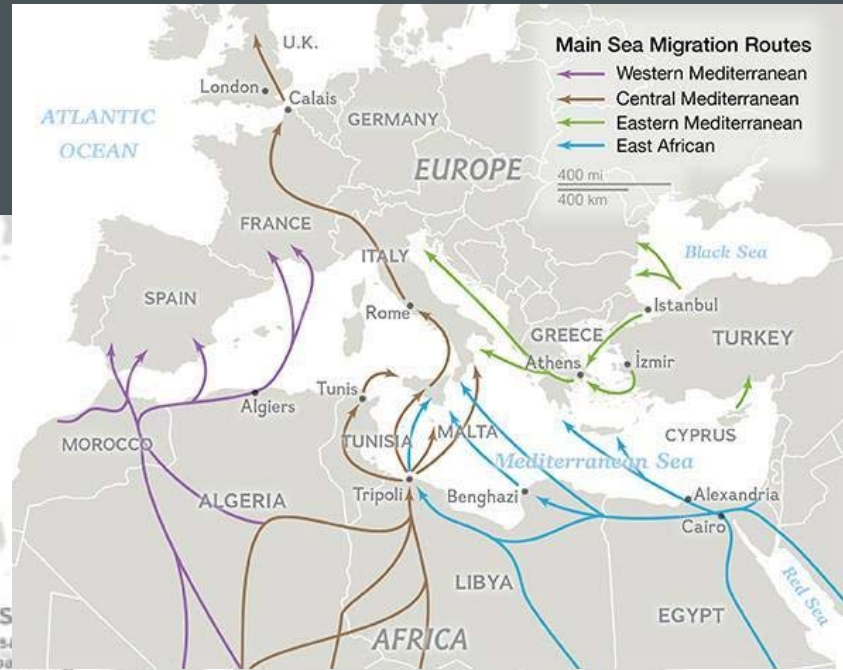 Main Sea Migration Routes
Western Mediterranean
Central Mediterranean
Eastern Mediterranean
East African
400 mi
400 km
U.K.
London
Calais
ATLANTIC
OCEAN
GERMANY
EUROPE
FRANCE
ITALY
Black Sea
SPAIN
Rome
Istanbul
GREECE
TURKEY
Athens
İzmir
Tunis
Algiers
MOROCCO
TUNISIA
MALTA
CYPRUS
Mediterranean Sea
ALGERIA
Tripoli
Benghazi
Alexandria
Cairo
LIBYA
EGYPT
Red Sea
AFRICA